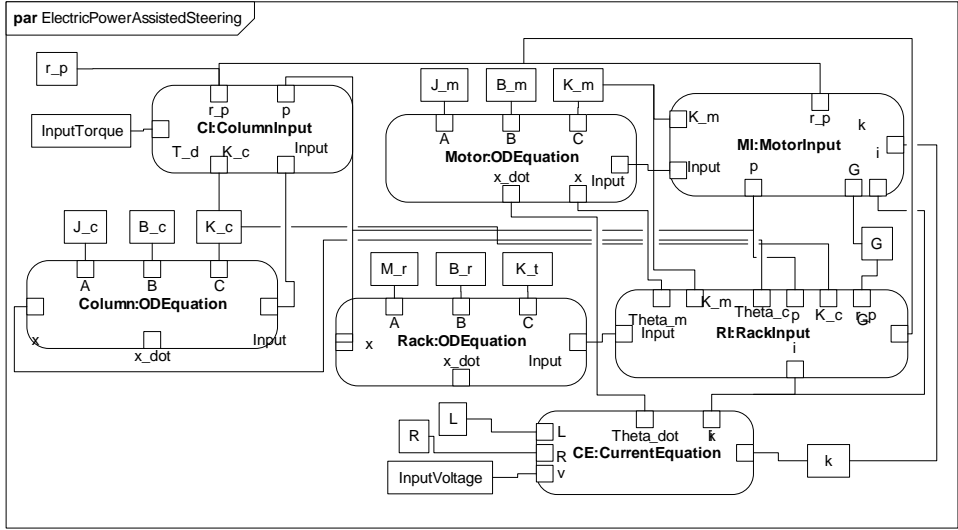 par ElectricPowerAssistedSteering
r_p
J_m
B_m
K_m
r_p
p
InputTorque
CI:ColumnInput
T_d
K_c
Input
A
B
C
Motor:ODEquation
x_dot
x
Input
K_m
r_p
k
MI:MotorInput
i
Input
p
G
J_c
B_c
K_c
G
A
B
C
Column:ODEquation
x
x_dot
Input
M_r
B_r
K_t
A
B
C
x
Rack:ODEquation
x_dot
Input
Theta_m
K_m
Theta_c
p
K_c
r_p
G
Input
RI:RackInput
i
L
R
InputVoltage
L
R
v
Theta_dot
i
k
CE:CurrentEquation
k